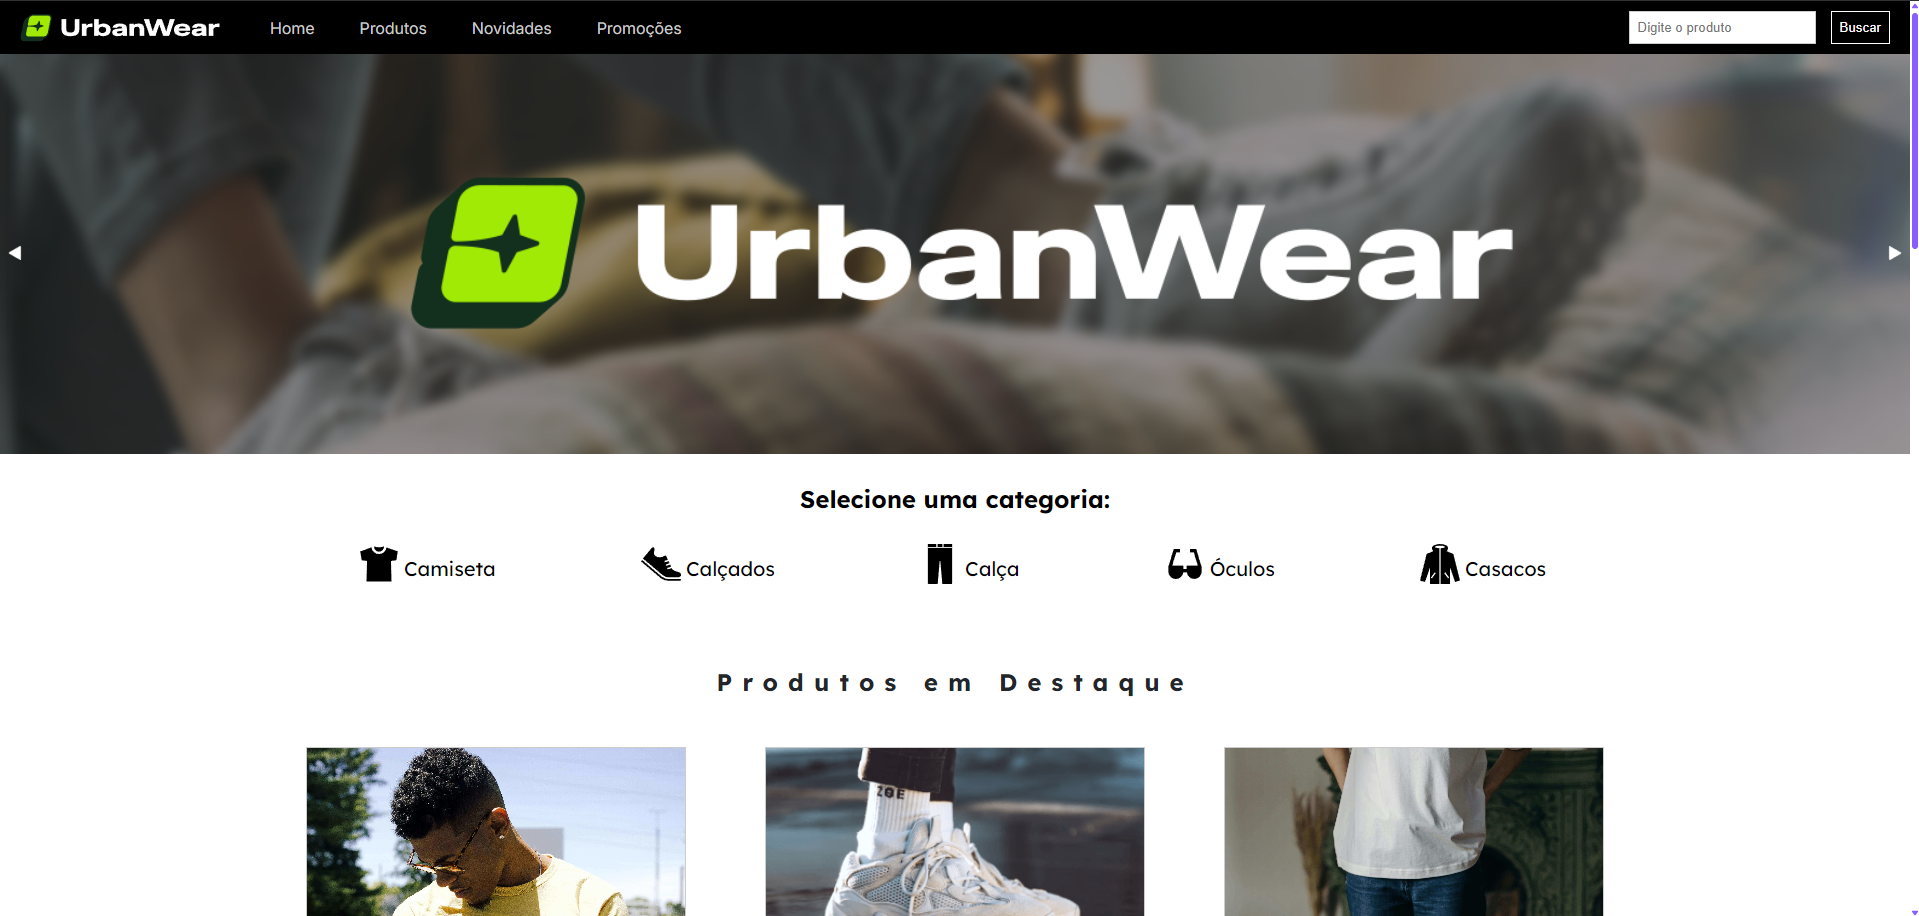 UrbanWear
Home
Produtos
Novidades
Promoções
Digite o produto
Buscar
UrbanWear
Selecione uma categoria:
Camiseta
Calçados
Calça
Óculos
Casacos
Produtos em Destaque
ZOE